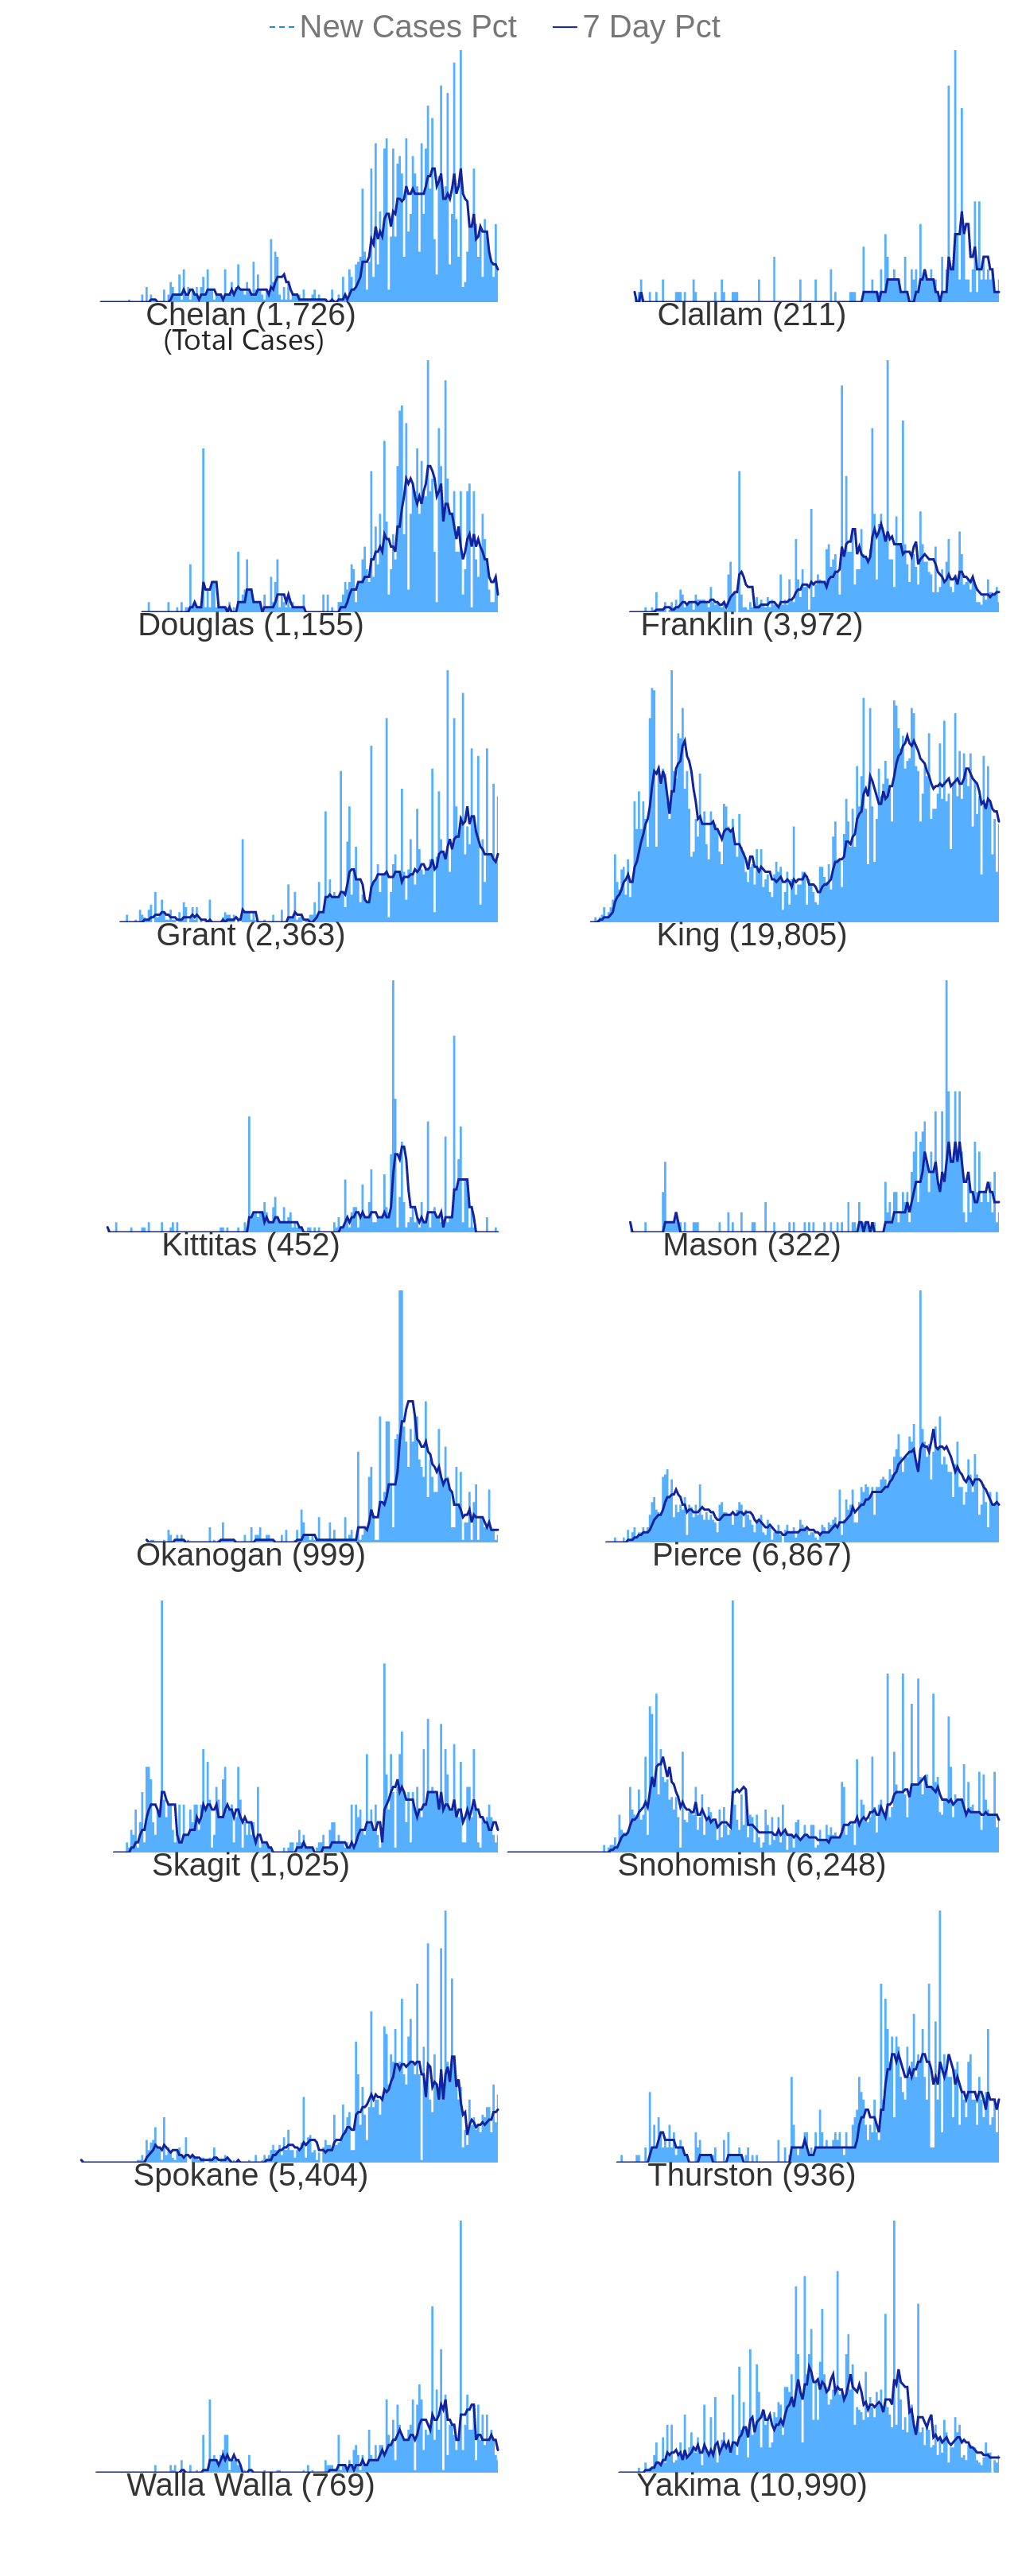 New Cases Pct 7 Day Pct
Chelan (1,726) Clallam (211)
(Total Cases)
Douglas (1,155) Franklin (3,972)
Grant (2,363) King (19,805)
Kittitas (452) Mason (322)
Okanogan (999) Pierce (6,867)
Skagit (1,025) Snohomish (6,248)
Spokane (5,404) Thurston (936)
Walla Walla (769) Yakima (10,990)